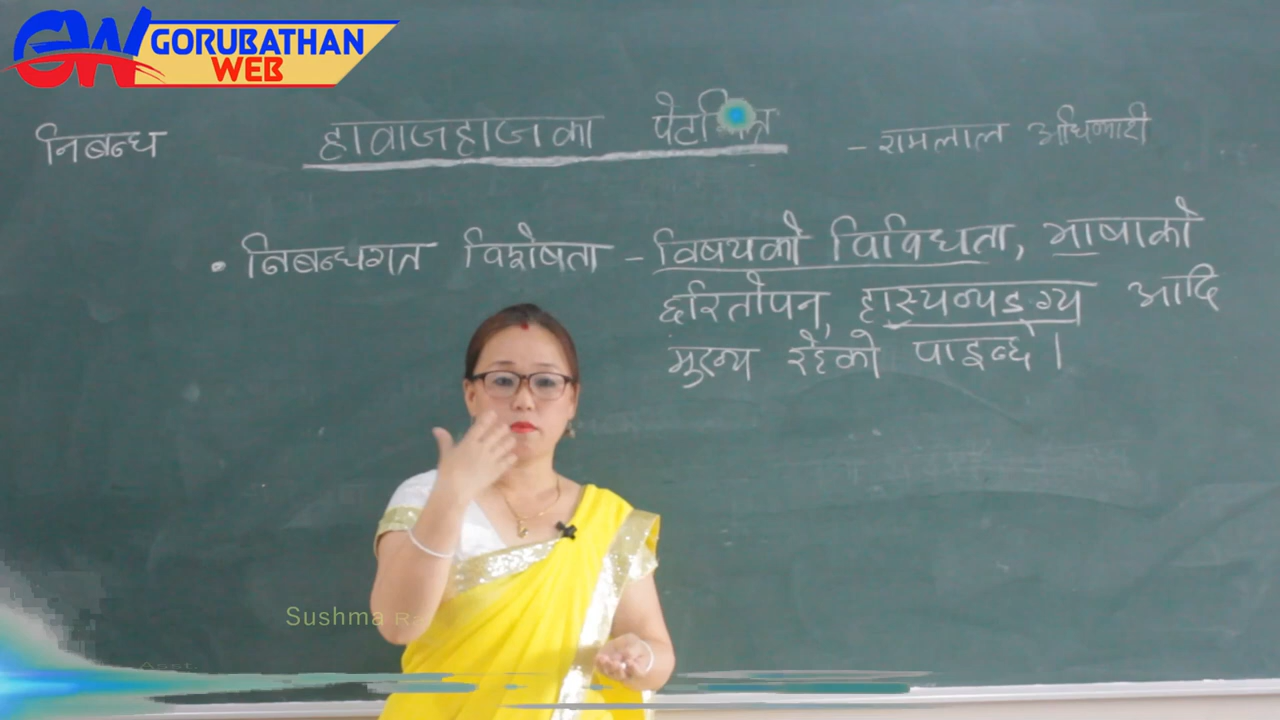 GW GORUBATHAN
WEB
निबन्ध हावाजहाजका - रामलाल अधिकारी
• निबन्धगत विशेषता - विषयको विविधता, भाषाको
छरितोपन, हास्यव्यङग्य आदि
मुख्य रहेको पाइन्छ।
Sushma